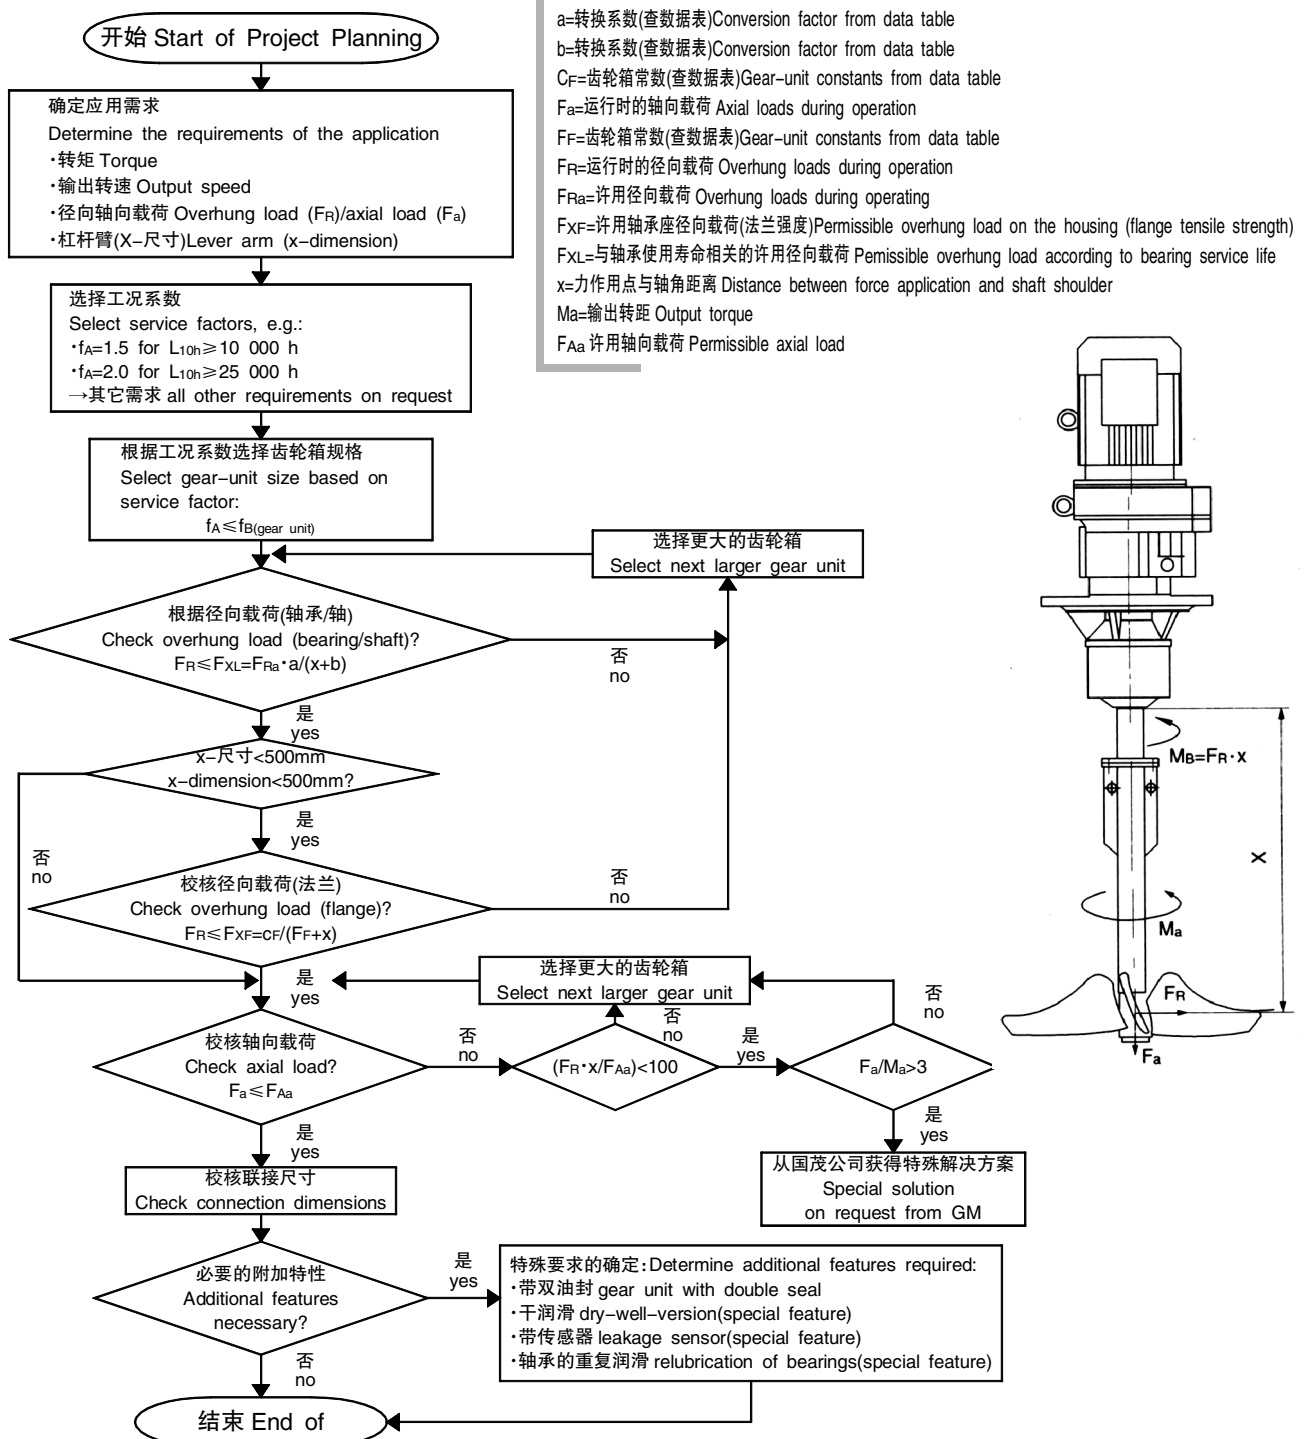 开始 Start of Project Planning
确定应用需求
Determine the requirements of the application
·转矩 Torque
·输出转速 Output speed
·径向轴向载荷 Overhung load (FR)/axial load (Fa)
·杠杆臂(X-尺寸)Lever arm (x-dimension)
选择工况系数
Select service factors, e.g.:
·fA=1.5 for L10h≥10 000 h
·fA=2.0 for L10h≥25 000 h
→其它需求 all other requirements on request
根据工况系数选择齿轮箱规格
Select gear-unit size based on
service factor:
fA≤fB(gear unit)
选择更大的齿轮箱
Select next larger gear unit
根据径向载荷(轴承/轴)
Check overhung load (bearing/shaft)?
FR≤FXL=FRa·a/(x+b)
否
no
是
yes
x-尺寸<500mm
x-dimension<500mm?
是
yes
否
no
校核径向载荷(法兰)
Check overhung load (flange)?
FR≤FXF=cF/(FF+x)
否
no
是
yes
选择更大的齿轮箱
Select next larger gear unit
校核轴向载荷
Check axial load?
Fa≤FAa
否
no
(FR·x/FAa)<100
否
no
是
yes
Fa/Ma>3
否
no
是
yes
从国茂公司获得特殊解决方案
Special solution
on request from GM
是
yes
校核联接尺寸
Check connection dimensions
必要的附加特性
Additional features
necessary?
是
yes
特殊要求的确定:Determine additional features required:
·带双油封 gear unit with double seal
·干润滑 dry-well-version(special feature)
·带传感器 leakage sensor(special feature)
·轴承的重复润滑 relubrication of bearings(special feature)
否
no
结束 End of
a=转换系数(查数据表)Conversion factor from data table
b=转换系数(查数据表)Conversion factor from data table
CF=齿轮箱常数(查数据表)Gear-unit constants from data table
Fa=运行时的轴向载荷 Axial loads during operation
FF=齿轮箱常数(查数据表)Gear-unit constants from data table
FR=运行时的径向载荷 Overhung loads during operation
FRa=许用径向载荷 Overhung loads during operating
FXF=许用轴承座径向载荷(法兰强度)Permissible overhung load on the housing (flange tensile strength)
FXL=与轴承使用寿命相关的许用径向载荷 Pemissible overhung load according to bearing service life
x=力作用点与轴角距离 Distance between force application and shaft shoulder
Ma=输出转距 Output torque
FAa 许用轴向载荷 Permissible axial load
MB=FR·x
X
Ma
FR
Fa